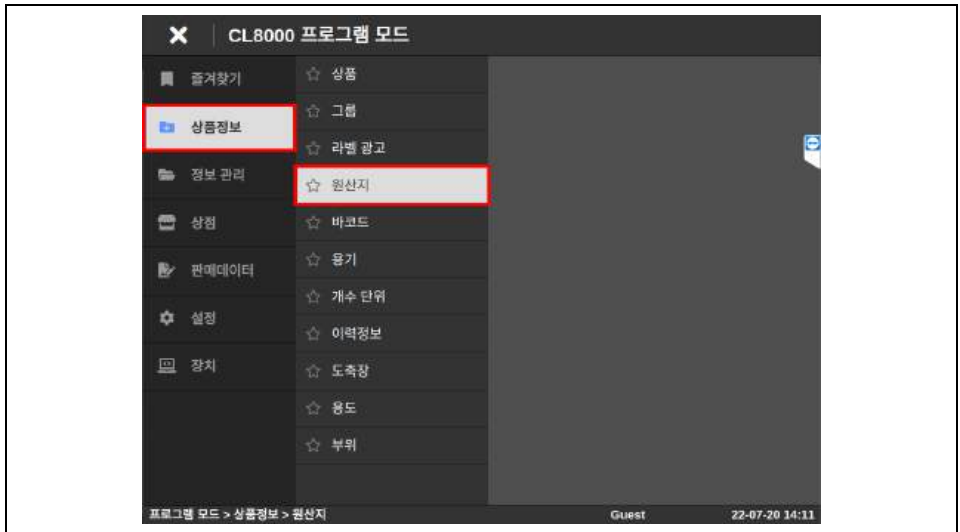 CL8000 프로그램 모드
즐겨찾기
상품정보
정보 관리
상점
판매데이터
설정
장치
상품
그룹
라벨 광고
원산지
바코드
용기
개수 단위
이력정보
도축장
용도
부위
프로그램 모드 > 상품정보 > 원산지
Guest
22-07-20 14:11